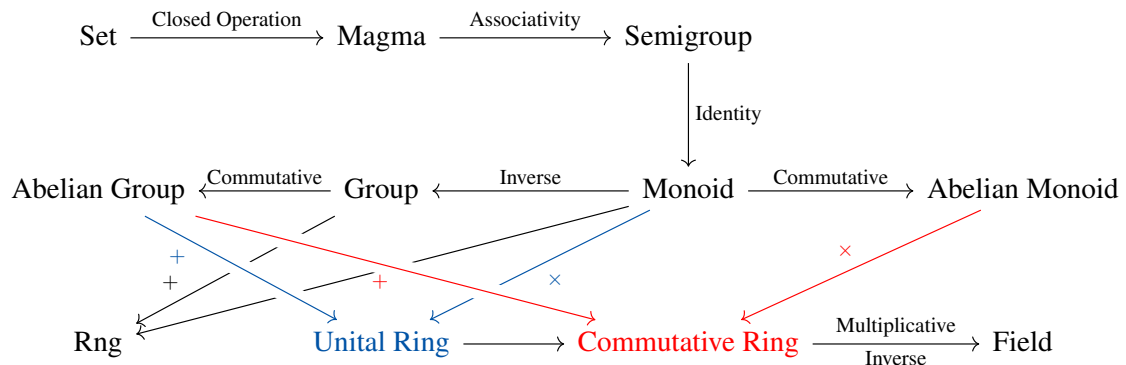 Closed Operation
Associativity
Set
Magma
Semigroup
Identity
Commutative
Inverse
Commutative
Abelian Group
Group
Monoid
Abelian Monoid
+
+
+
×
×
Multiplicative
Rng
Unital Ring
Commutative Ring
Field
Inverse